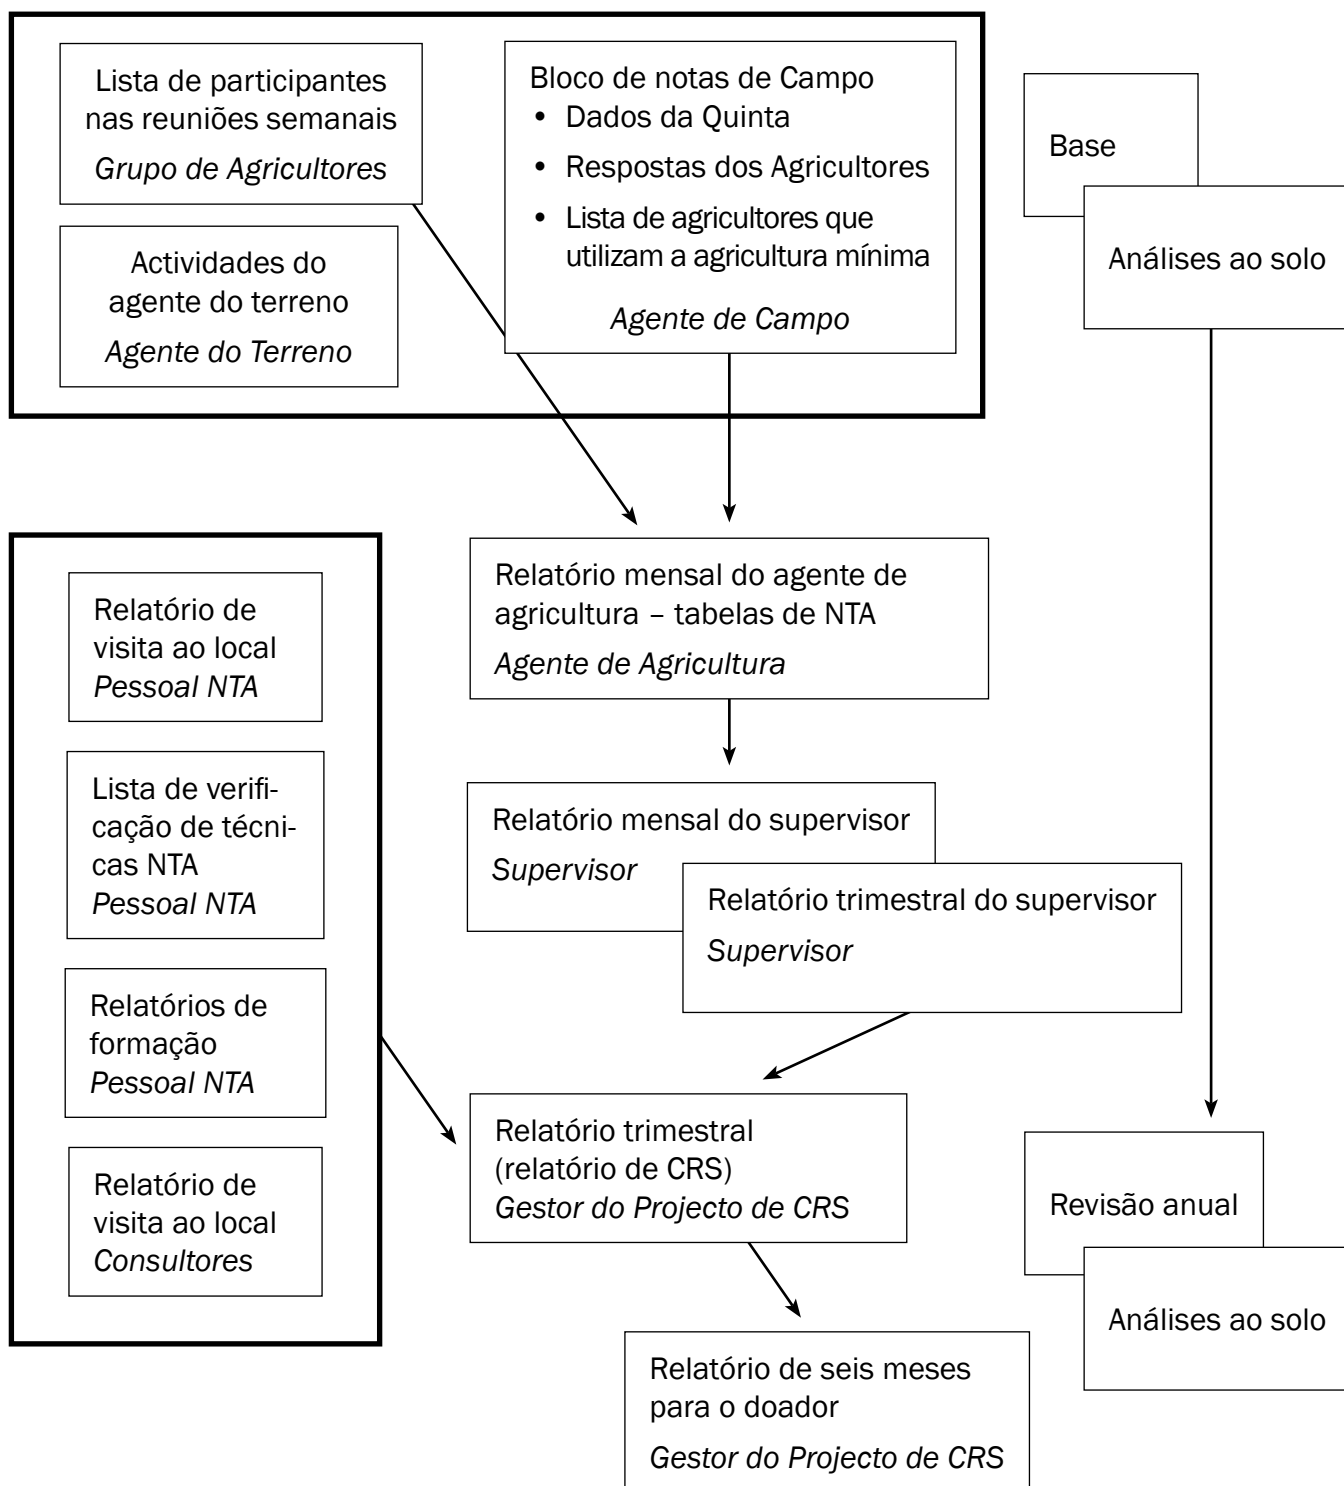 Lista de participantes
nas reuniões semanais
Grupo de Agricultores
Actividades do
agente do terreno
Agente do Terreno
Bloco de notas de Campo
• Dados da Quinta
• Respostas dos Agricultores
• Lista de agricultores que
utilizam a agricultura mínima
Agente de Campo
Base
Análises ao solo
Relatório de
visita ao local
Pessoal NTA
Lista de verifi-
cação de técni-
cas NTA
Pessoal NTA
Relatórios de
formação
Pessoal NTA
Relatório de
visita ao local
Consultores
Relatório mensal do agente de
agricultura – tabelas de NTA
Agente de Agricultura
Relatório mensal do supervisor
Supervisor
Relatório trimestral do supervisor
Supervisor
Relatório trimestral
(relatório de CRS)
Gestor do Projecto de CRS
Relatório de seis meses
para o doador
Gestor do Projecto de CRS
Revisão anual
Análises ao solo